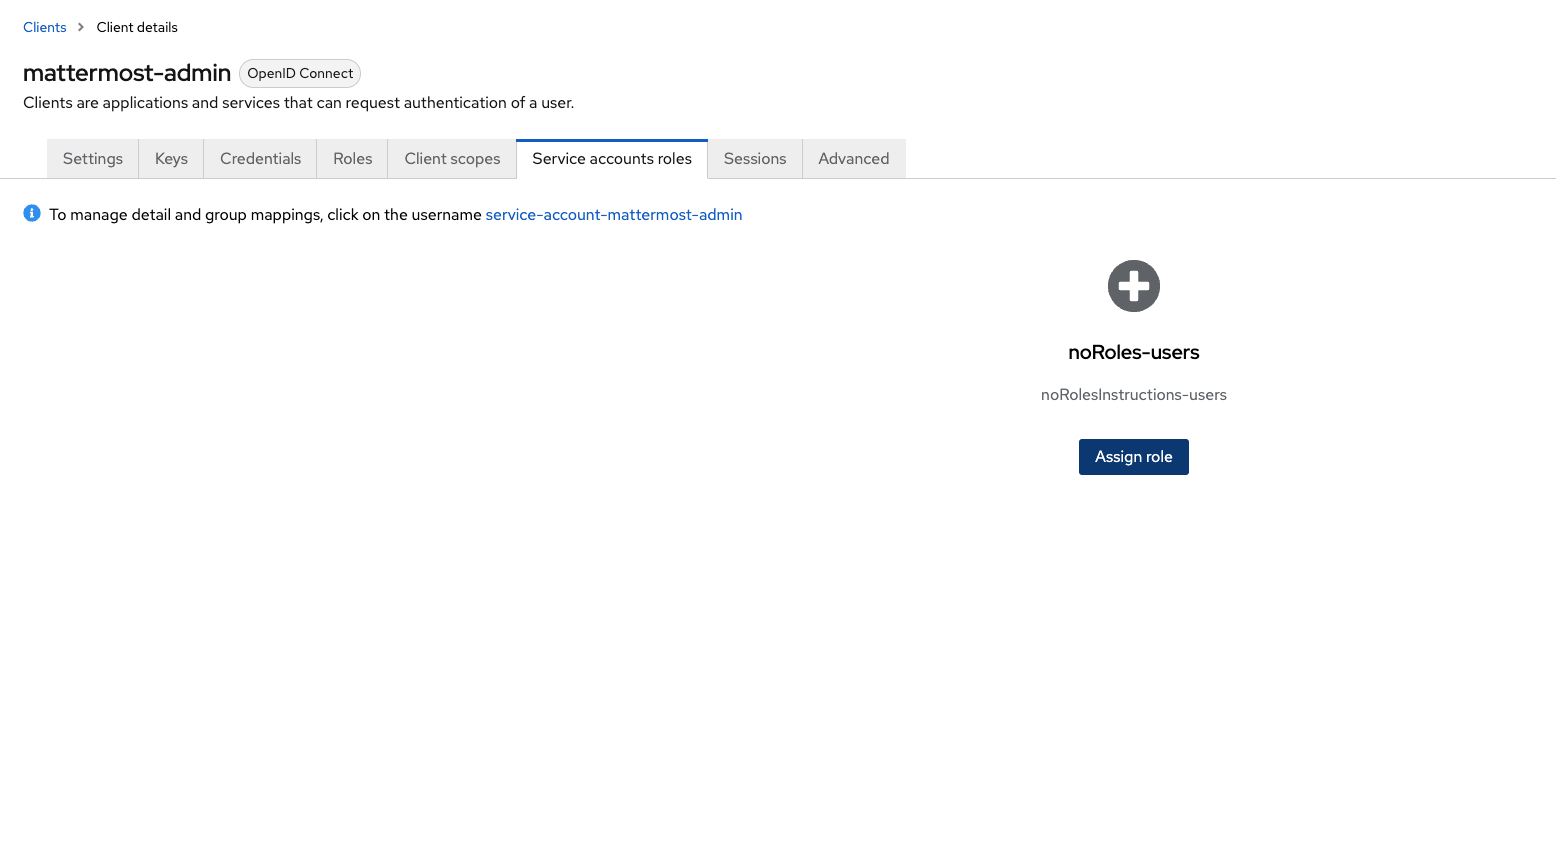 Clients > Client details
mattermost-admin OpenID Connect
Clients are applications and services that can request authentication of a user.
Settings Keys Credentials Roles Client scopes Service accounts roles Sessions Advanced
To manage detail and group mappings, click on the username service-account-mattermost-admin
noRoles-users
noRolesInstructions-users
Assign role